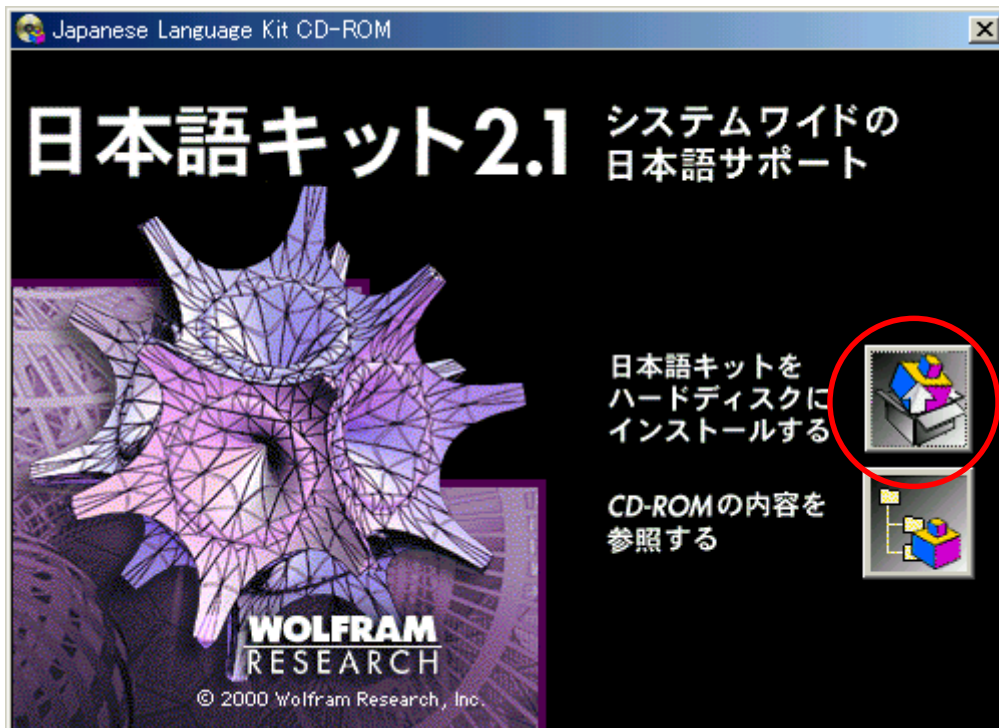 Japanese Language Kit CD-ROM
日本語キット2.1
システムワイドの
日本語サポート
日本語キットを
ハードディスクに
インストールする
CD-ROMの内容を
参照する
WOLFRAM
RESEARCH
© 2000 Wolfram Research, Inc.